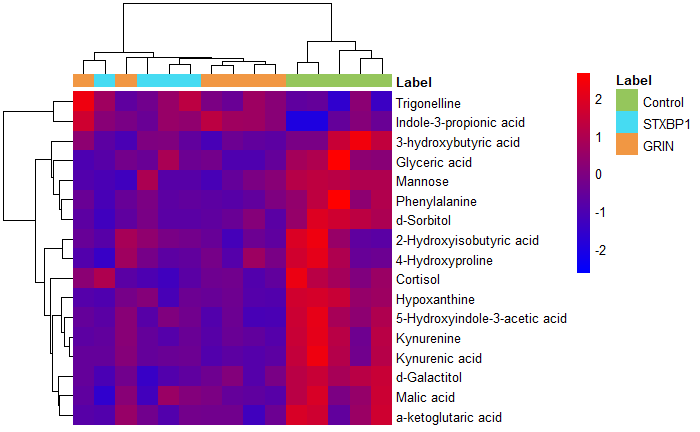 Label
Trigonelline
Indole-3-propionic acid
3-hydroxybutyric acid
Glyceric acid
Mannose
Phenylalanine
d-Sorbitol
2-Hydroxyisobutyric acid
4-Hydroxyproline
Cortisol
Hypoxanthine
5-Hydroxyindole-3-acetic acid
Kynurenine
Kynurenic acid
d-Galactitol
Malic acid
a-ketoglutaric acid
2
1
0
-1
-2
Label
Control
STXBP1
GRIN